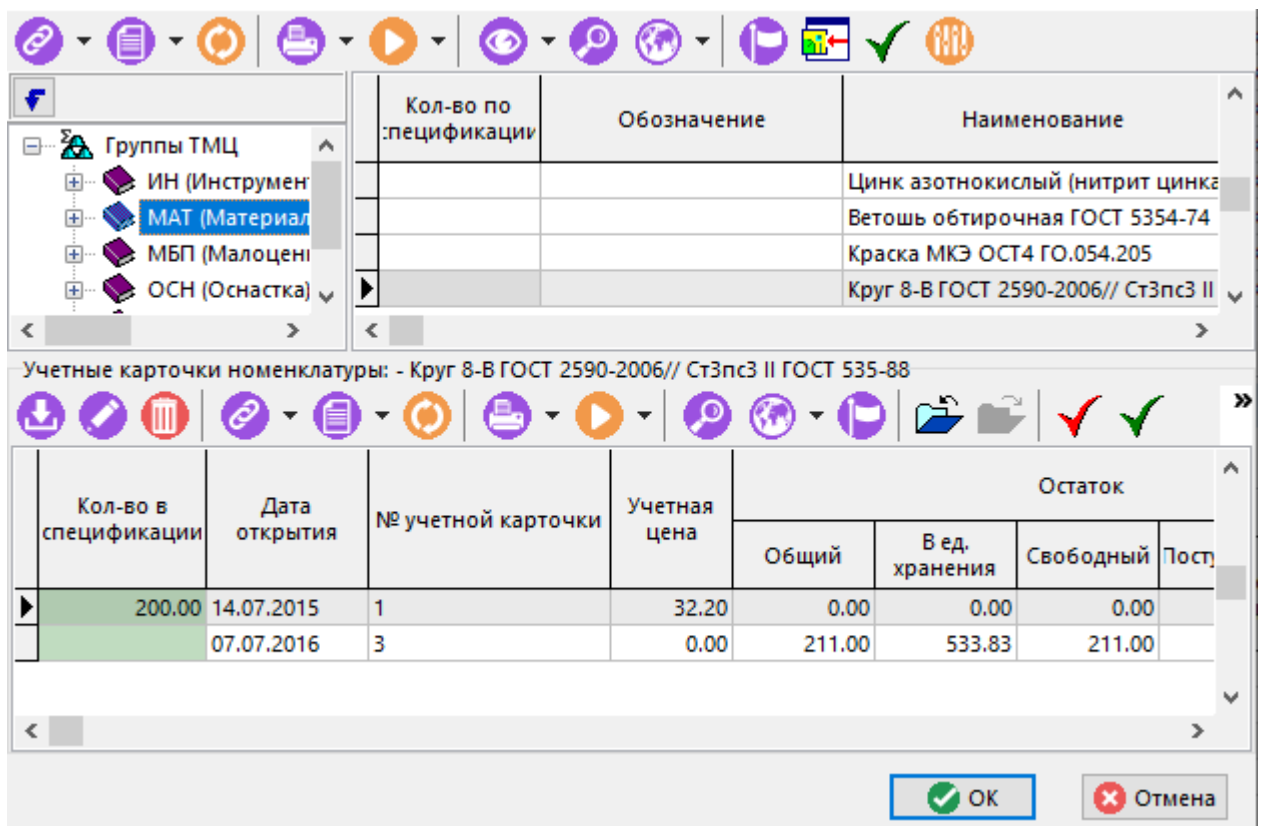 Кол-во по
спецификации
Обозначение
Наименование
Группы ТМЦ
ИН (Инструмен
МАТ (Материал
МБП (Малоцен
ОСН (Оснастка)
Цинк азотнокислый (нитрит цинка
Ветошь обтирочная ГОСТ 5354-74
Краска МКЭ ОСТ4 ГО.054.205
Круг 8-В ГОСТ 2590-2006// Ст3пс3 II
Учетные карточки номенклатуры: - Круг 8-В ГОСТ 2590-2006// Ст3пс3 II ГОСТ 535-88
Кол-во в
спецификации
Дата
открытия
№ учетной карточки
Учетная
цена
Остаток
Общий
В ед.
хранения
Свободный
Посту
200.00 14.07.2015 1 32.20 0.00 0.00 0.00
07.07.2016 3 0.00 211.00 533.83 211.00
OK
Отмена